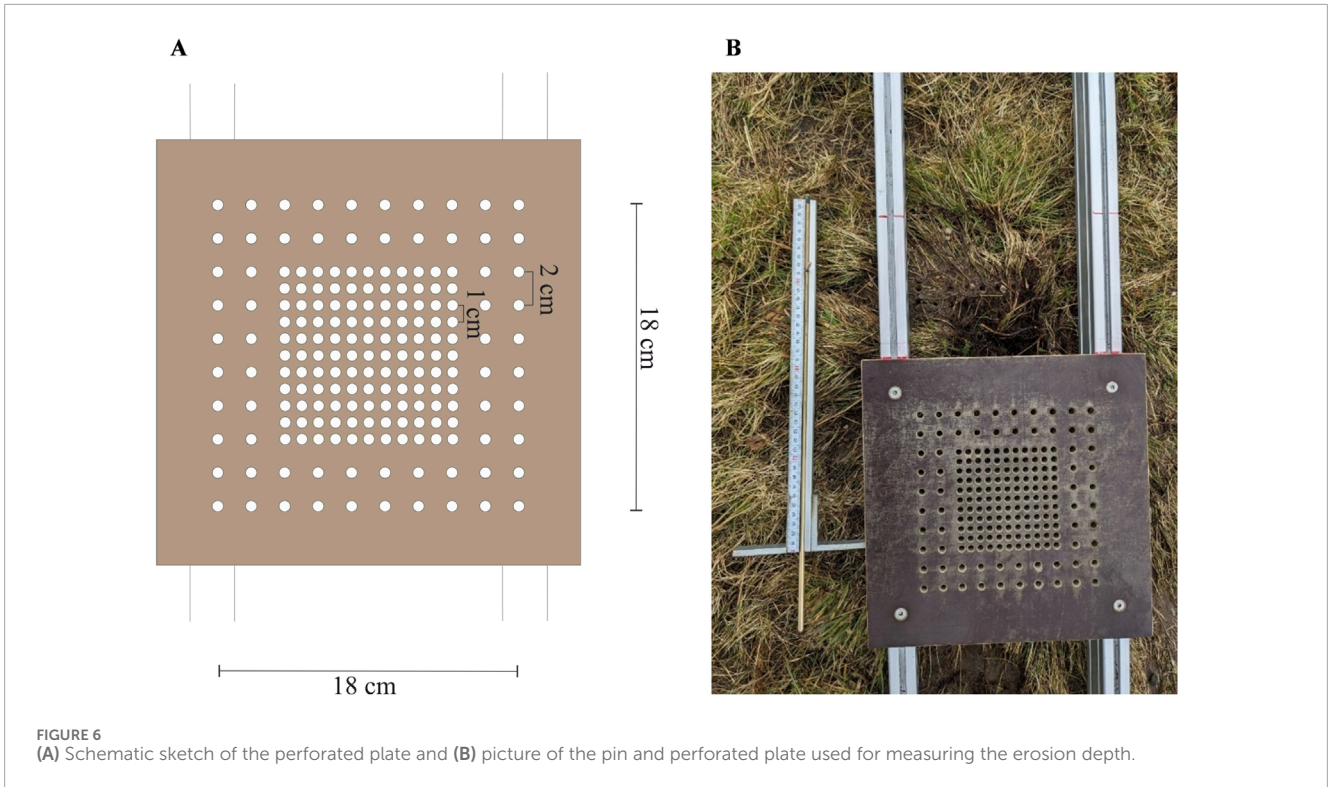 A
B
2 cm
1 cm
18 cm
18 cm
FIGURE 6
(A) Schematic sketch of the perforated plate and (B) picture of the pin and perforated plate used for measuring the erosion depth.